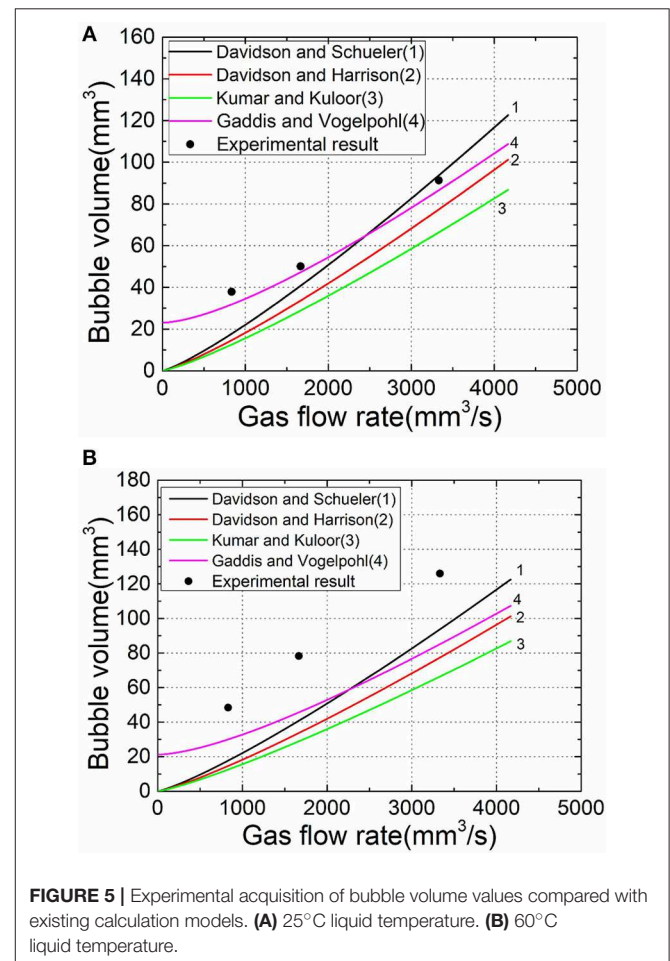 A
160
140
120
100
80
60
40
20
0
Bubble volume(mm³)
Davidson and Schueler(1)
Davidson and Harrison(2)
Kumar and Kuloor(3)
Gaddis and Vogelpohl(4)
Experimental result
1
4
2
3
0 1000 2000 3000 4000 5000
Gas flow rate(mm³/s)
B
180
160
140
120
100
80
60
40
20
0
Bubble volume(mm³)
Davidson and Schueler(1)
Davidson and Harrison(2)
Kumar and Kuloor(3)
Gaddis and Vogelpohl(4)
Experimental result
1
4
2
3
0 1000 2000 3000 4000 5000
Gas flow rate(mm³/s)
FIGURE 5 | Experimental acquisition of bubble volume values compared with
existing calculation models. (A) 25°C liquid temperature. (B) 60°C
liquid temperature.